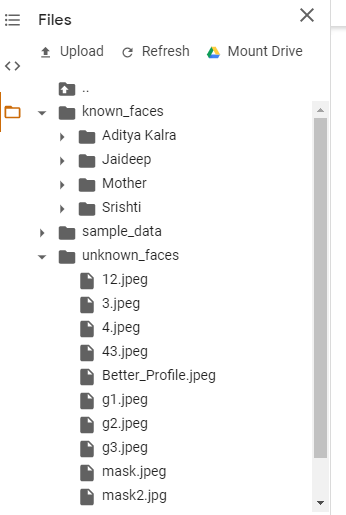 Files
Upload Refresh Mount Drive
..
known_faces
Aditya Kalra
Jaideep
Mother
Srishti
sample_data
unknown_faces
12.jpeg
3.jpeg
4.jpeg
43.jpeg
Better_Profile.jpeg
g1.jpeg
g2.jpeg
g3.jpeg
mask.jpeg
mask2.jpg